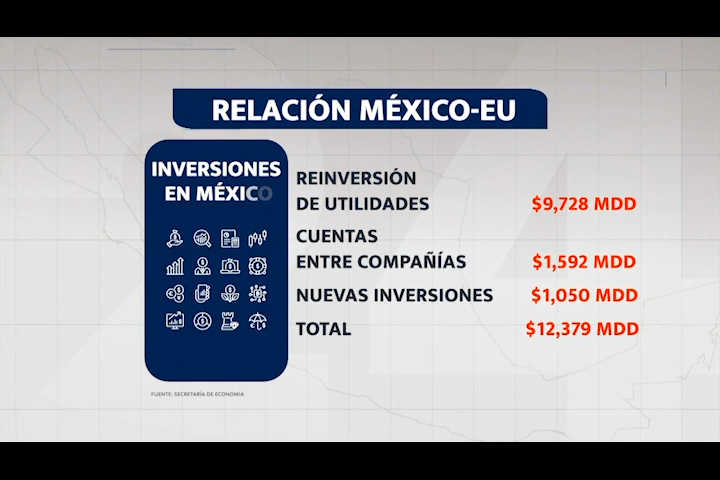 RELACIÓN MÉXICO-EU
INVERSIONES
EN MÉXICO
REINVERSIÓN
DE UTILIDADES $9,728 MDD
CUENTAS
ENTRE COMPAÑÍAS $1,592 MDD
NUEVAS INVERSIONES $1,050 MDD
TOTAL $12,379 MDD
FUENTE: SECRETARÍA DE ECONOMÍA